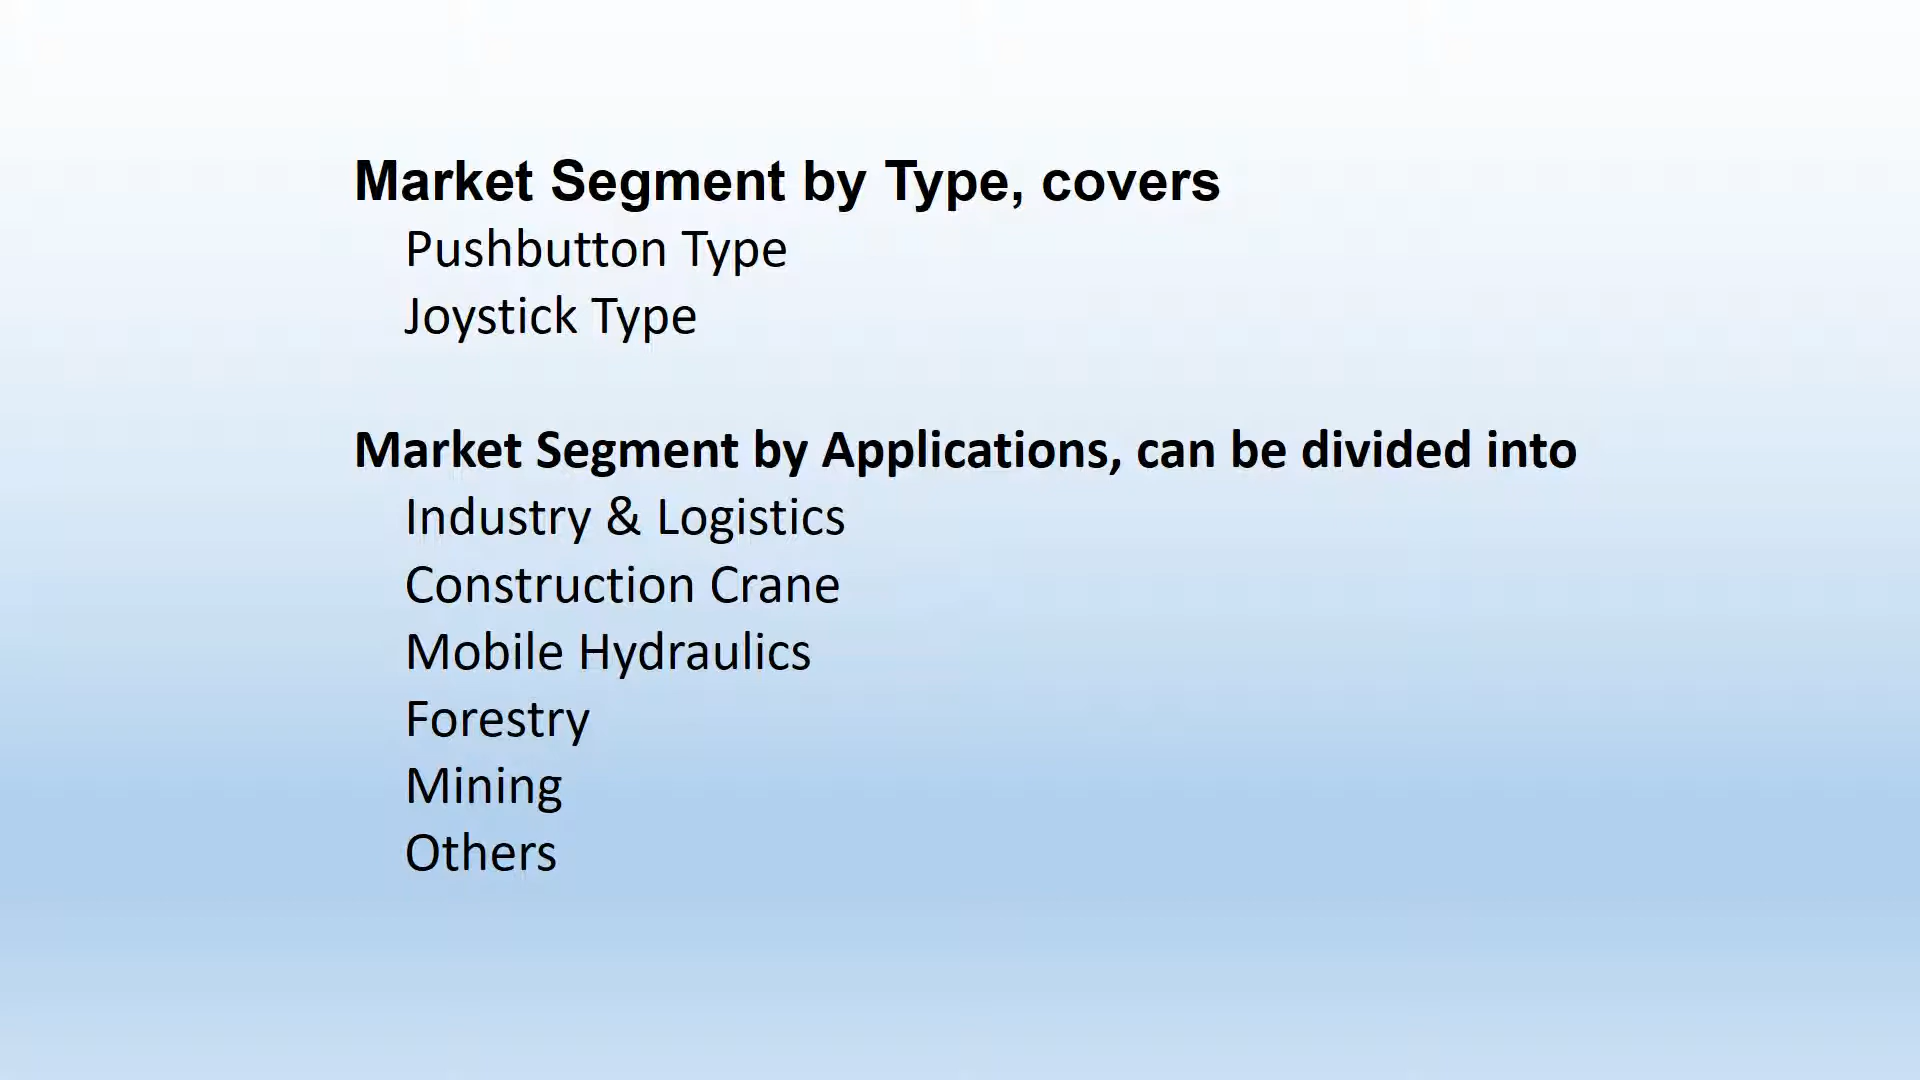 Market Segment by Type, covers
Pushbutton Type
Joystick Type
Market Segment by Applications, can be divided into
Industry & Logistics
Construction Crane
Mobile Hydraulics
Forestry
Mining
Others